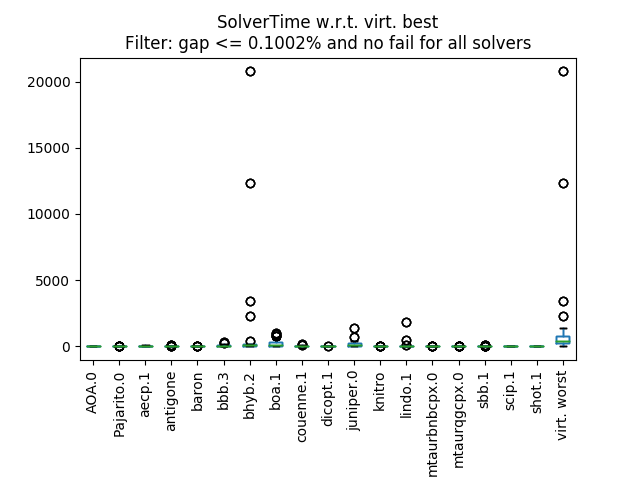 SolverTime w.r.t. virt. best
Filter: gap <= 0.1002% and no fail for all solvers
20000
15000
10000
5000
0
AOA.0
Pajarito.0
aecp.1
antigone
baron
bbb.3
bhyb.2
boa.1
couenne.1
dicopt.1
juniper.0
knitro
lindo.1
mtaurbnbcpx.0
mtaurqgcpx.0
sbb.1
scip.1
shot.1
virt. worst